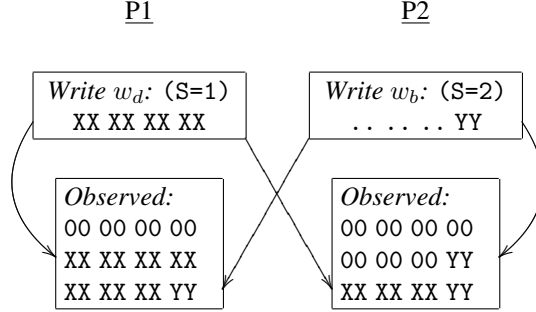 P1 P2
Write w_d: (S=1) Write w_b: (S=2)
XX XX XX XX . . . . . . YY
Observed: Observed:
00 00 00 00 00 00 00 00
XX XX XX XX 00 00 00 YY
XX XX XX YY XX XX XX YY